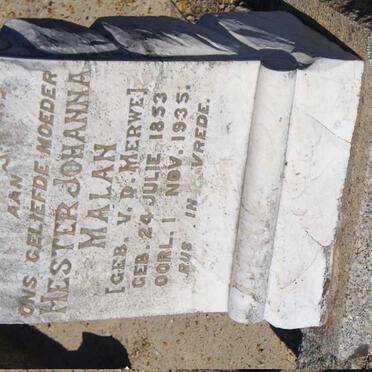 AAN
ONS GELIEFDE MOEDER
HESTER JOHANNA
MALAN
[GEB. V. D. MERWE]
GEB. 24 JULIE 1853
OORL. 1 NOV. 1935.
RUS IN VREDE.